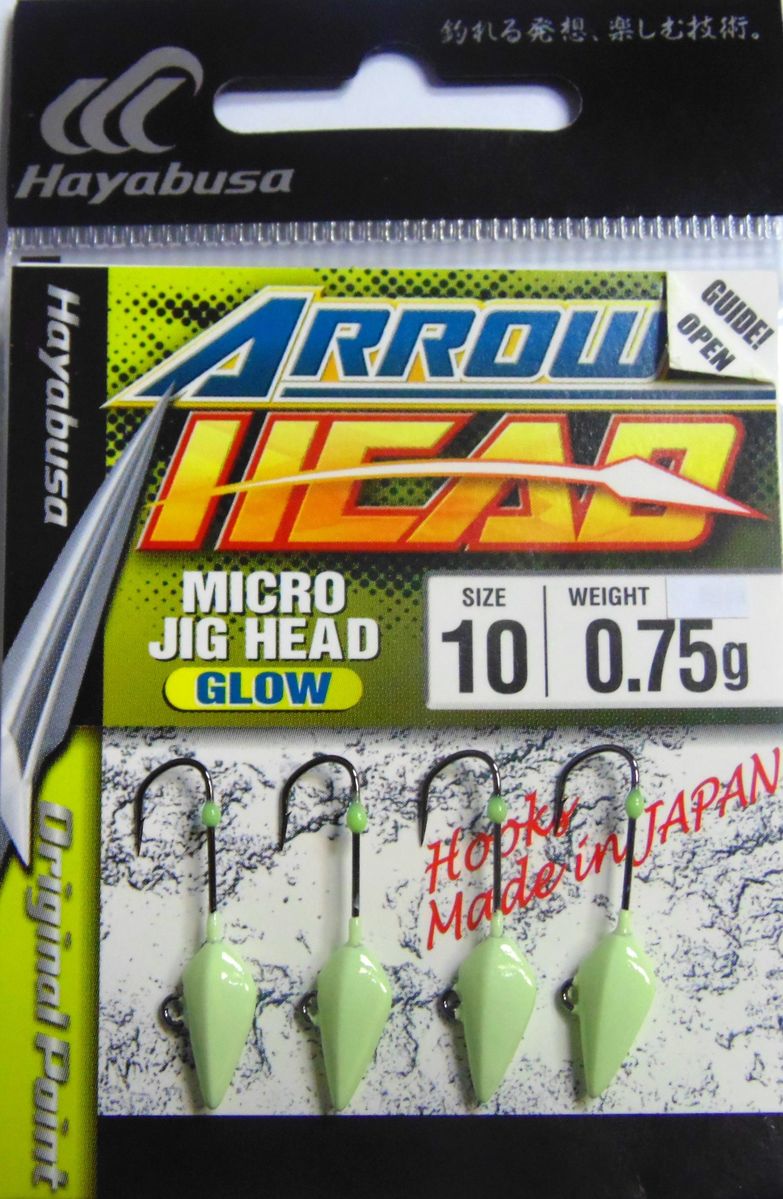 釣れる発想、楽しむ技術。
Hayabusa
Hayabusa
ARROW
GUIDE!
OPEN
HEAD
MICRO
JIG HEAD
GLOW
SIZE
10
WEIGHT
0.75g
Hooks
Made in JAPAN
Original Point